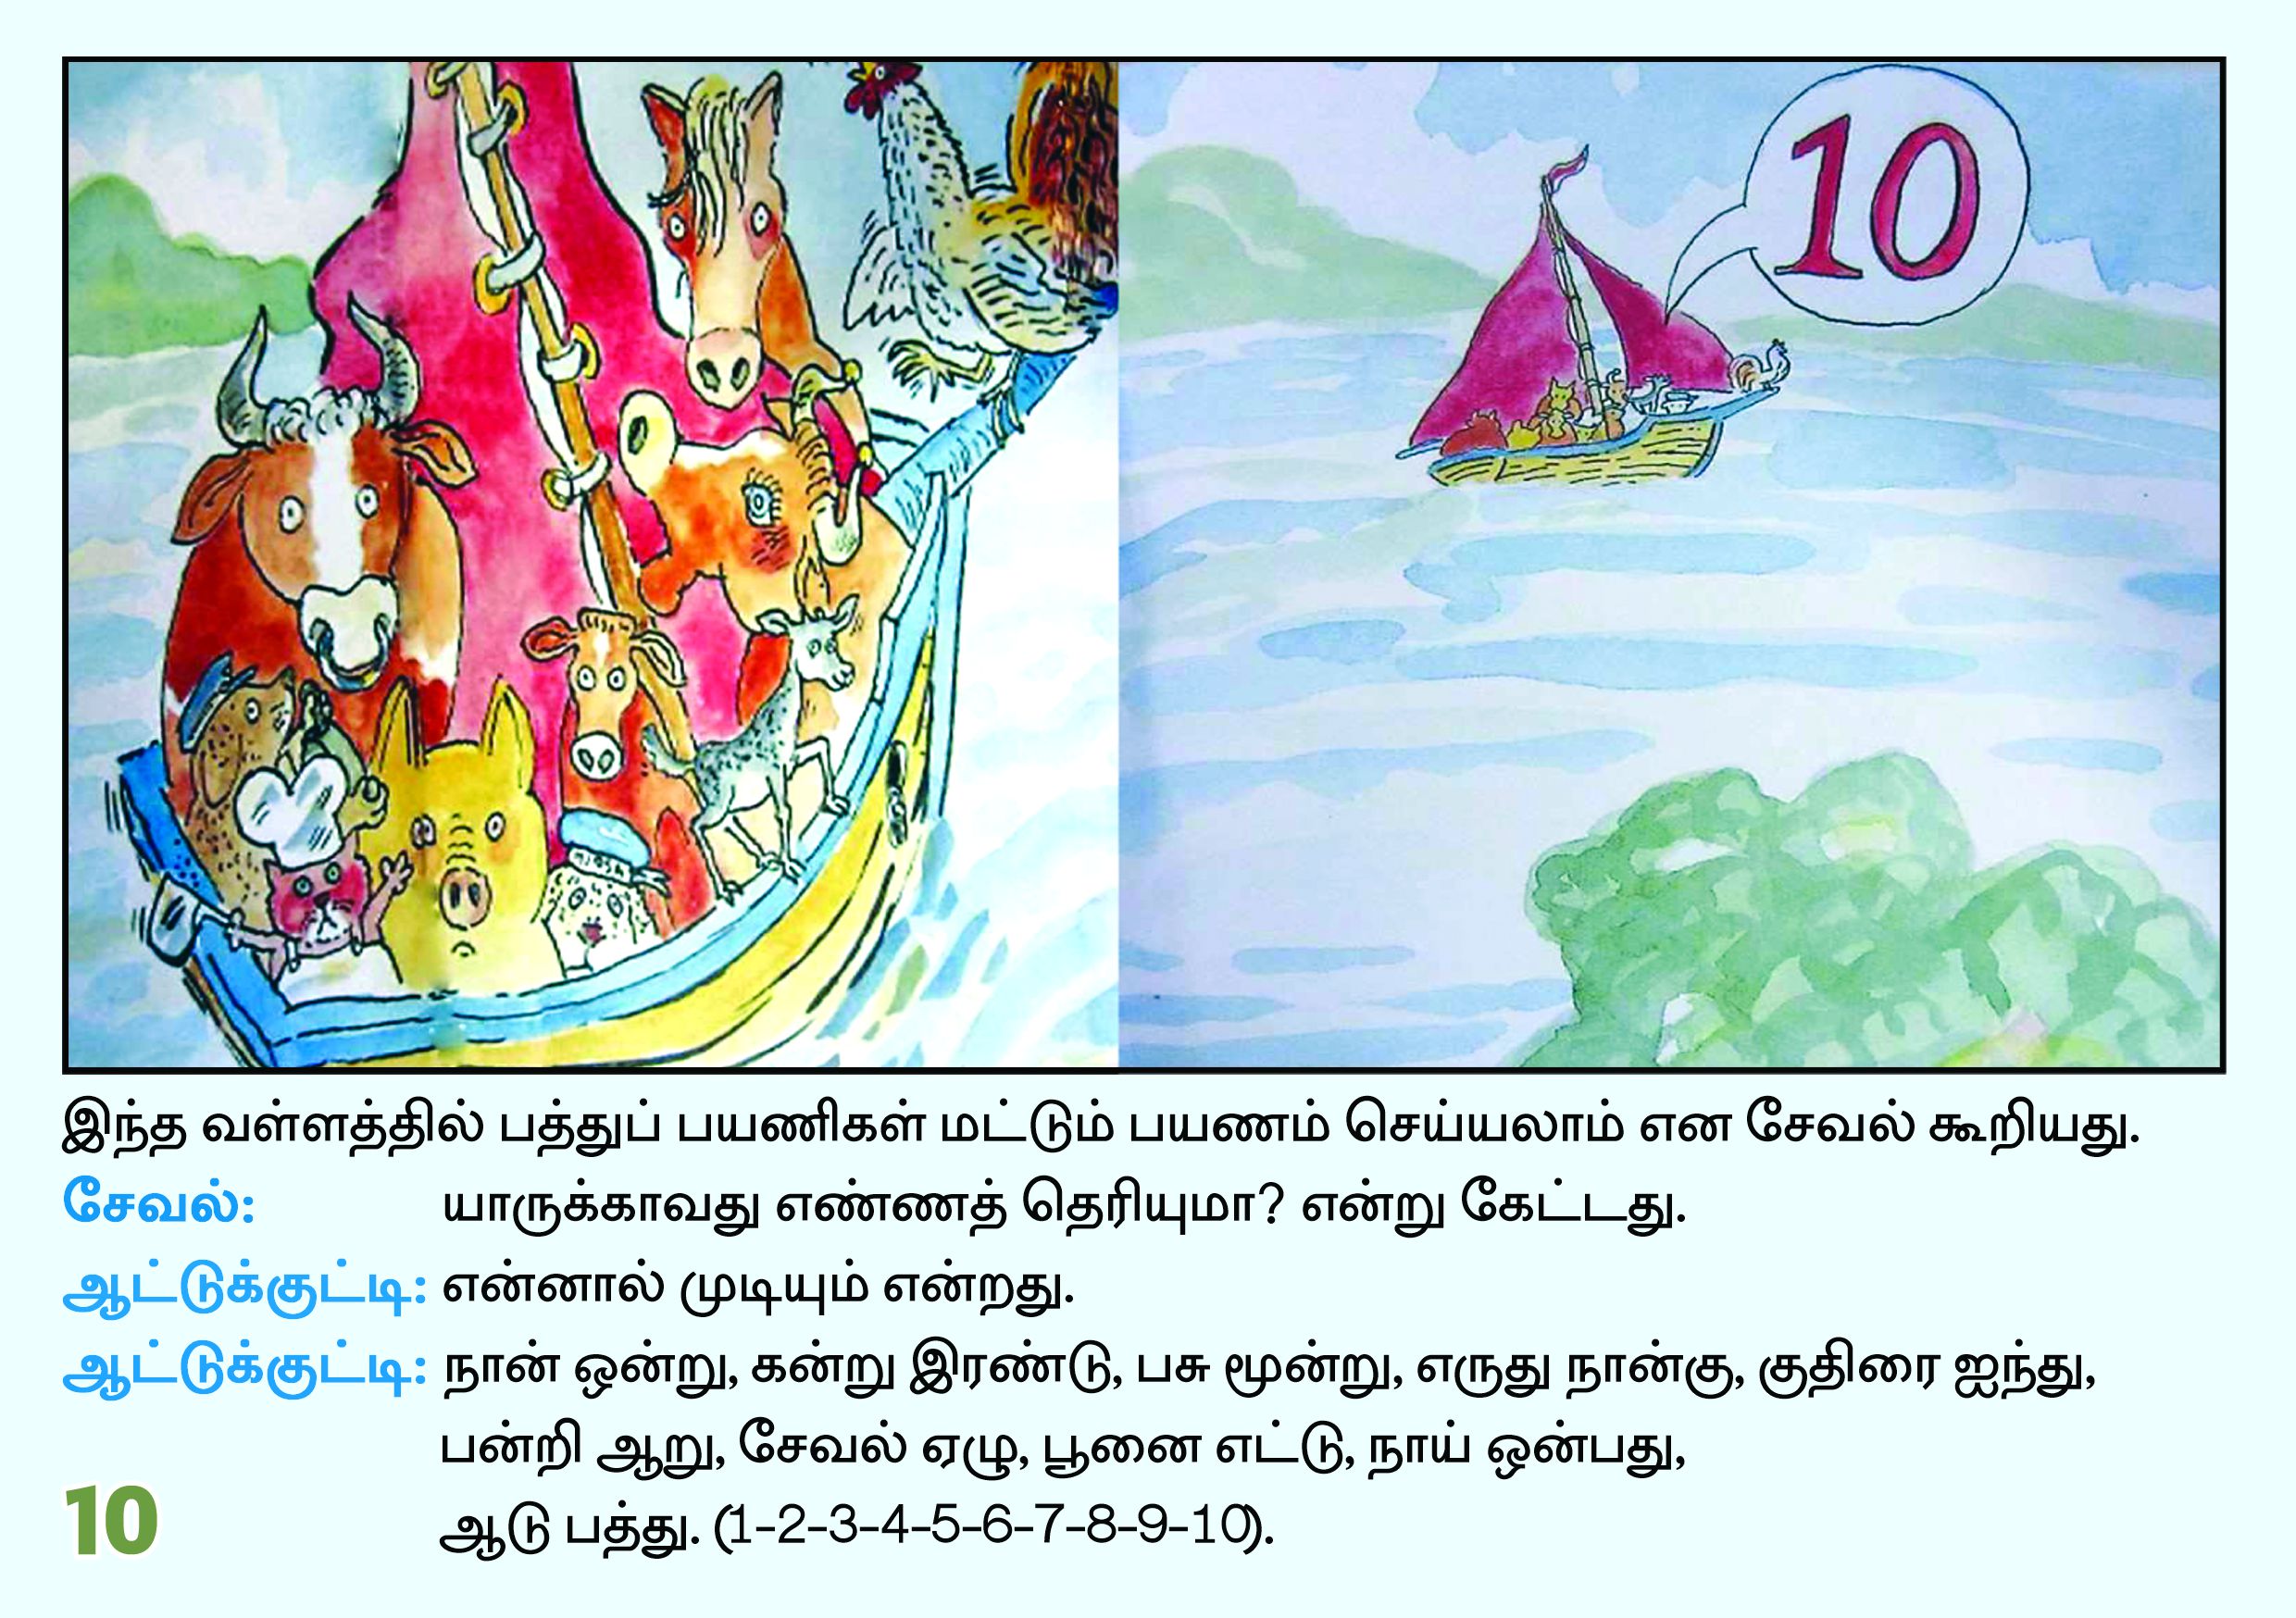 10
இந்த வள்ளத்தில் பத்துப் பயணிகள் மட்டும் பயணம் செய்யலாம் என சேவல் கூறியது.
சேவல்: யாருக்காவது எண்ணத் தெரியுமா? என்று கேட்டது.
ஆட்டுக்குட்டி: என்னால் முடியும் என்றது.
ஆட்டுக்குட்டி: நான் ஒன்று, கன்று இரண்டு, பசு மூன்று, எருது நான்கு, குதிரை ஐந்து,
பன்றி ஆறு, சேவல் ஏழு, பூனை எட்டு, நாய் ஒன்பது,
ஆடு பத்து. (1-2-3-4-5-6-7-8-9-10).
10